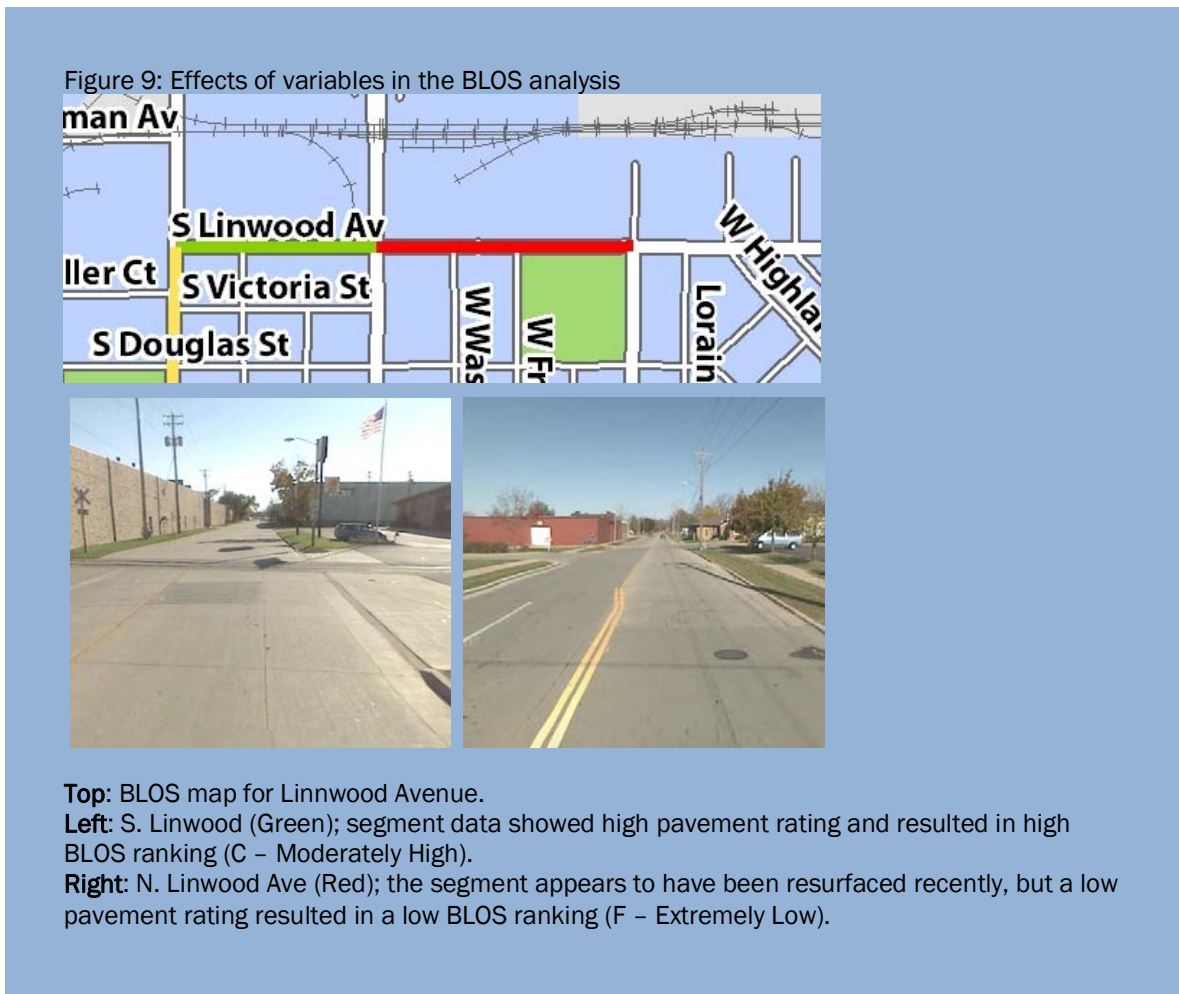 Figure 9: Effects of variables in the BLOS analysis
man Av
S Linwood Av
ller Ct
S Victoria St
S Douglas St
W Was
W Fr
Lorain
W Highlan
Top: BLOS map for Linnwood Avenue.
Left: S. Linwood (Green); segment data showed high pavement rating and resulted in high
BLOS ranking (C – Moderately High).
Right: N. Linwood Ave (Red); the segment appears to have been resurfaced recently, but a low
pavement rating resulted in a low BLOS ranking (F – Extremely Low).